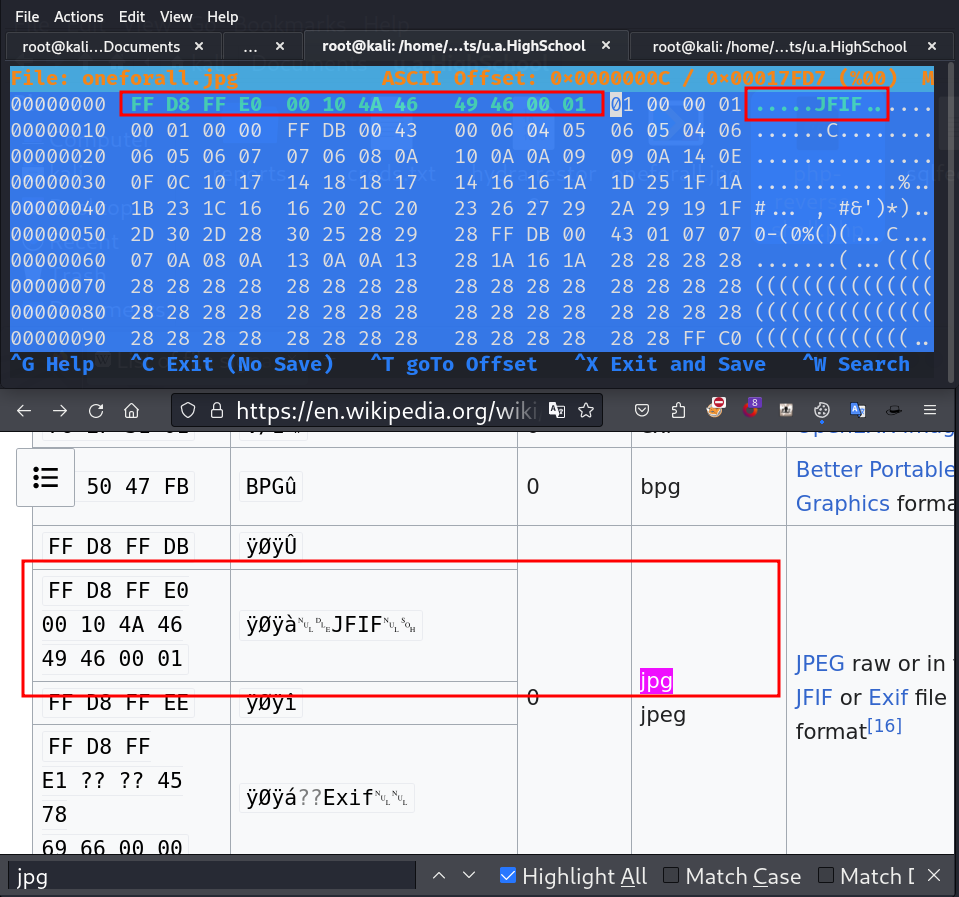 File Actions Edit View Help
root@kali...Documents × ... × root@kali: /home/...ts/u.a.HighSchool × root@kali: /home/...ts/u.a.HighSchool ×
File: oneforall.jpg ASCII Offset: 0x0000000C / 0x00017FD7 (%00) M
00000000 FF D8 FF E0 00 10 4A 46 49 46 00 01 01 00 00 01 ......JFIF......
00000010 00 01 00 00 FF DB 00 43 00 06 04 05 06 05 04 06 .......C........
00000020 06 05 06 07 07 06 08 0A 10 0A 0A 09 09 0A 14 0E ................
00000030 0F 0C 10 17 14 18 18 17 14 16 16 1A 1D 25 1F 1A .............%..
00000040 1B 23 1C 16 16 20 2C 20 23 26 27 29 2A 29 19 1F .#... , #&')*)..
00000050 2D 30 2D 28 30 25 28 29 28 FF DB 00 43 01 07 07 -0-(0%()(...C...
00000060 07 0A 08 0A 13 0A 0A 13 28 1A 16 1A 28 28 28 28 ........(...((((
00000070 28 28 28 28 28 28 28 28 28 28 28 28 28 28 28 28 ((((((((((((((((
00000080 28 28 28 28 28 28 28 28 28 28 28 28 28 28 28 28 ((((((((((((((((
00000090 28 28 28 28 28 28 28 28 28 28 28 28 28 28 FF C0 ((((((((((((((..
^G Help ^C Exit (No Save) ^T goTo Offset ^X Exit and Save ^W Search
https://en.wikipedia.org/wiki
8
50 47 FB BPGû 0 bpg Better Portable
Graphics forma
FF D8 FF DB ÿØÿÛ
FF D8 FF E0
00 10 4A 46 ÿØÿà␀␐JFIF␀␁
49 46 00 01
jpg
FF D8 FF EE ÿØÿî 0
jpeg
JPEG raw or in
JFIF or Exif file
format[16]
FF D8 FF
E1 ?? ?? 45 ÿØÿá??Exif␀␀
78
69 66 00 00
jpg Highlight All Match Case Match